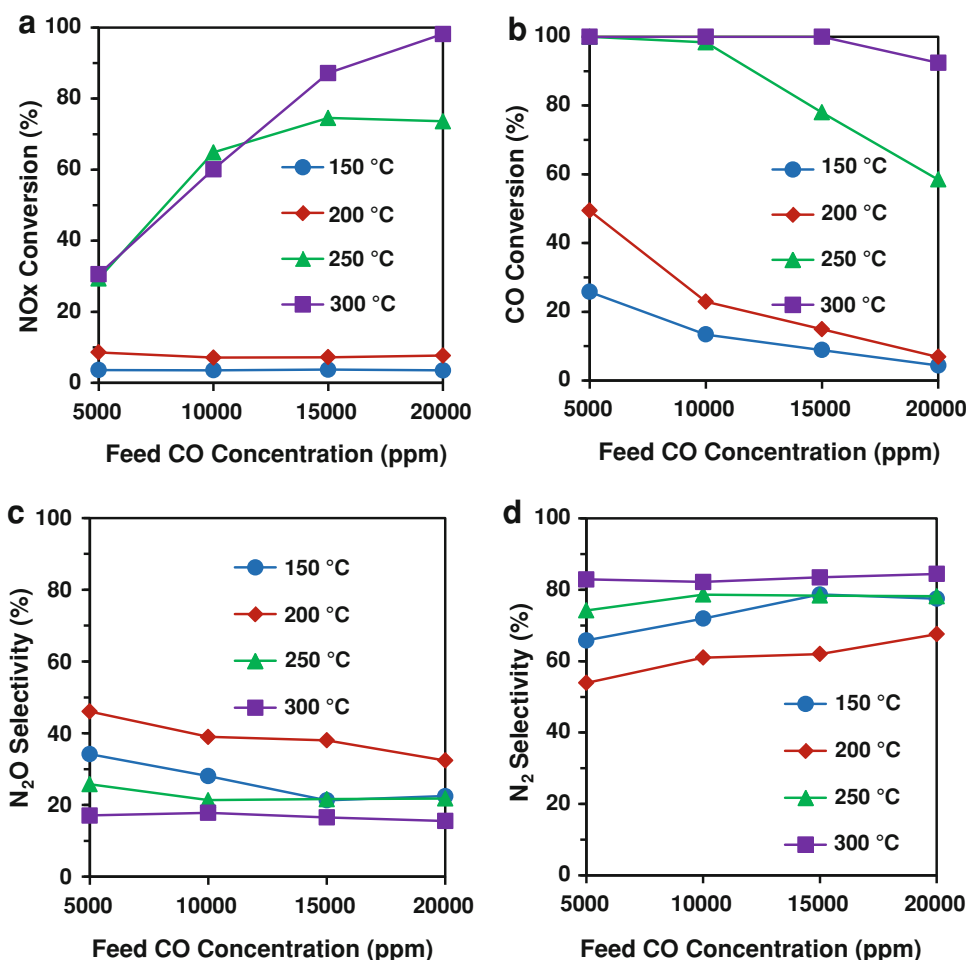 a
NOx Conversion (%)
100
80
60
40
20
0
150 °C
200 °C
250 °C
300 °C
5000 10000 15000 20000
Feed CO Concentration (ppm)
b
CO Conversion (%)
100
80
60
40
20
0
150 °C
200 °C
250 °C
300 °C
5000 10000 15000 20000
Feed CO Concentration (ppm)
c
N₂O Selectivity (%)
100
80
60
40
20
0
150 °C
200 °C
250 °C
300 °C
5000 10000 15000 20000
Feed CO Concentration (ppm)
d
N₂ Selectivity (%)
100
80
60
40
20
0
150 °C
200 °C
250 °C
300 °C
5000 10000 15000 20000
Feed CO Concentration (ppm)